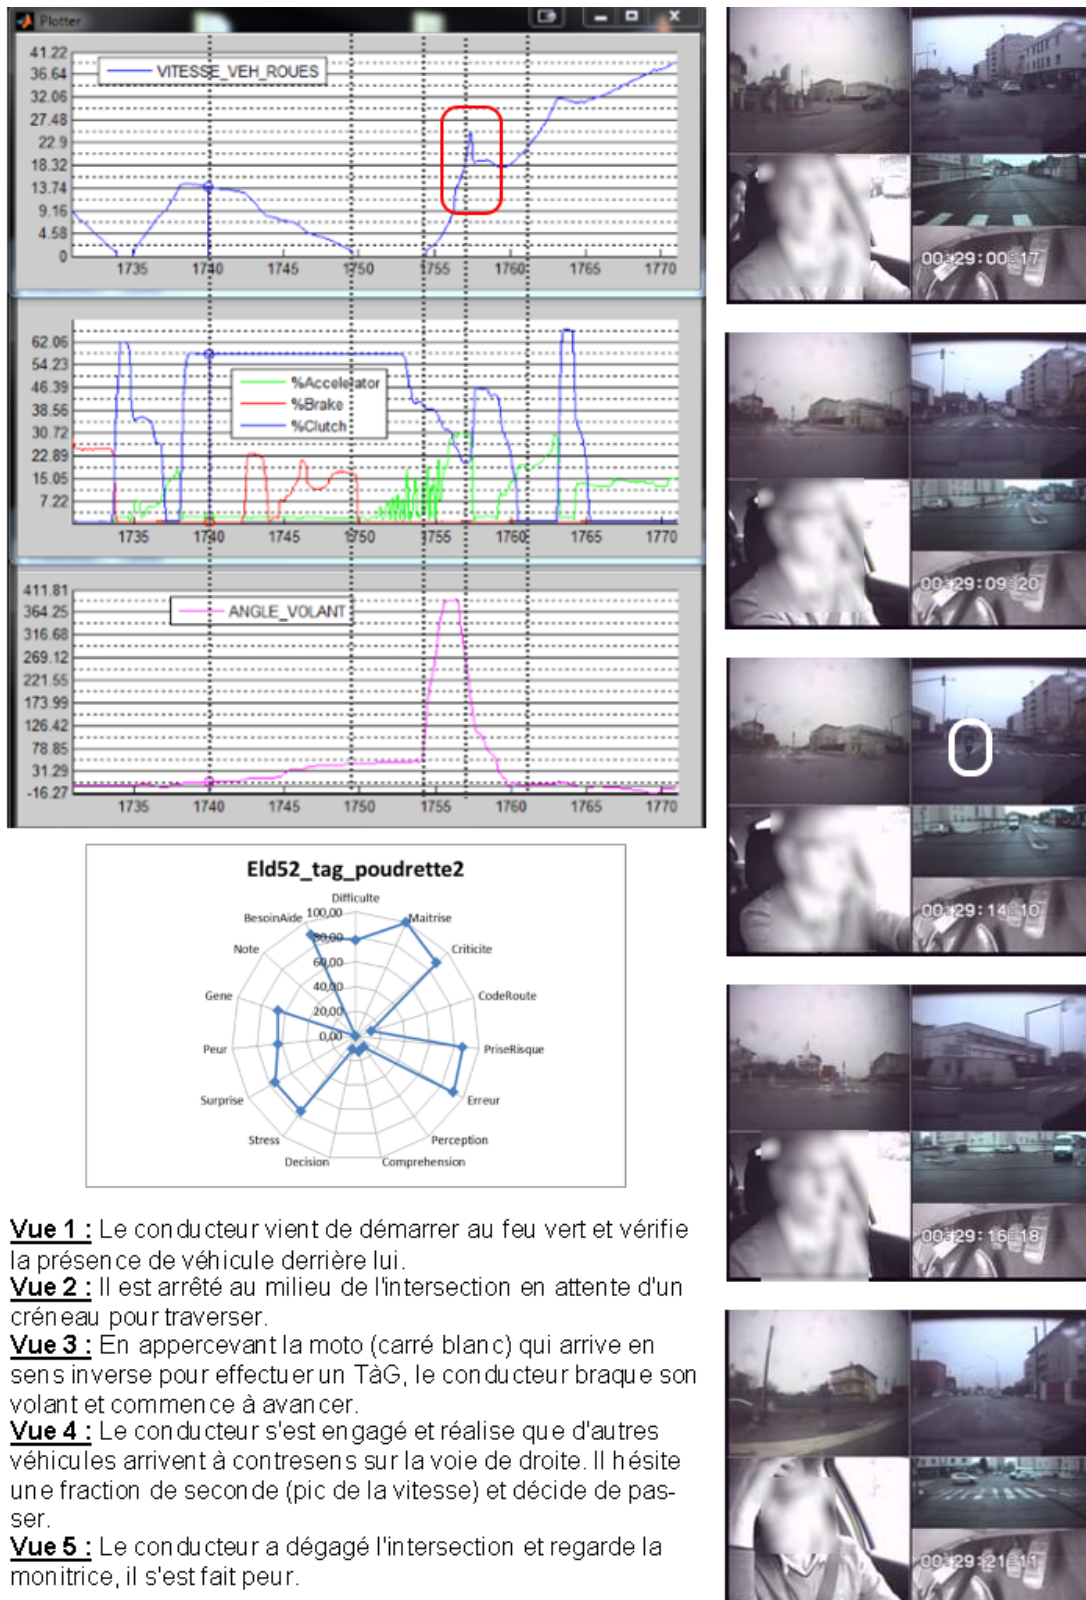 Plotter
41.22
36.64
32.06
27.48
22.9
18.32
13.74
9.16
4.58
0
VITESSE_VEH_ROUES
1735 1740 1745 1750 1755 1760 1765 1770
62.06
54.23
46.39
38.56
30.72
22.89
15.05
7.22
%Accelerator
%Brake
%Clutch
1735 1740 1745 1750 1755 1760 1765 1770
411.81
364.25
316.68
269.12
221.55
173.99
126.42
78.85
31.29
-16.27
ANGLE_VOLANT
1735 1740 1745 1750 1755 1760 1765 1770
Eld52_tag_poudrette2
Difficulte
Maitrise
Criticite
CodeRoute
PriseRisque
Erreur
Perception
Comprehension
Decision
Stress
Surprise
Peur
Gene
Note
BesoinAide
100,00
80,00
60,00
40,00
20,00
0,00
Vue 1 : Le conducteur vient de démarrer au feu vert et vérifie
la présence de véhicule derrière lui.
Vue 2 : Il est arrêté au milieu de l'intersection en attente d'un
créneau pour traverser.
Vue 3 : En appercevant la moto (carré blanc) qui arrive en
sens inverse pour effectuer un TàG, le conducteur braque son
volant et commence à avancer.
Vue 4 : Le conducteur s'est engagé et réalise que d'autres
véhicules arrivent à contresens sur la voie de droite. Il hésite
une fraction de seconde (pic de la vitesse) et décide de pas-
ser.
Vue 5 : Le conducteur a dégagé l'intersection et regarde la
monitrice, il s'est fait peur.
00:29:00:17
00:29:09:20
00:29:14:10
00:29:16:18
00:29:21:11